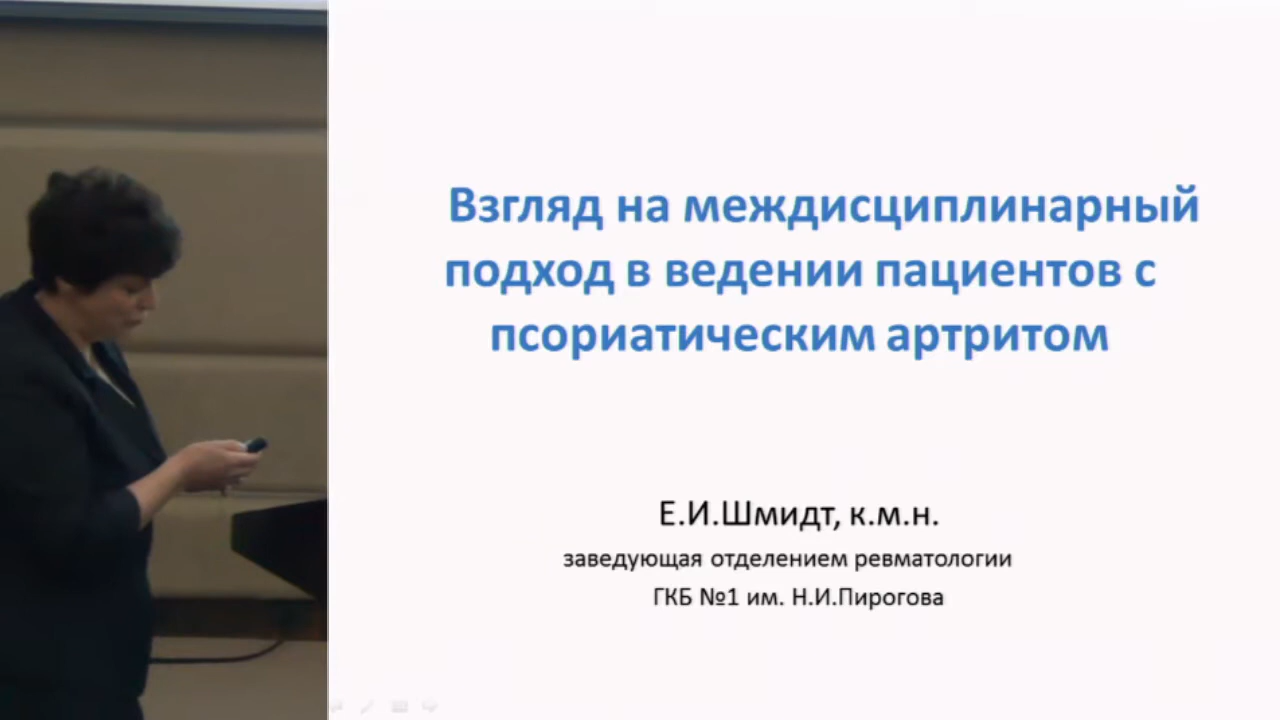 Взгляд на междисциплинарный
подход в ведении пациентов с
псориатическим артритом
Е.И.Шмидт, к.м.н.
заведующая отделением ревматологии
ГКБ №1 им. Н.И.Пирогова